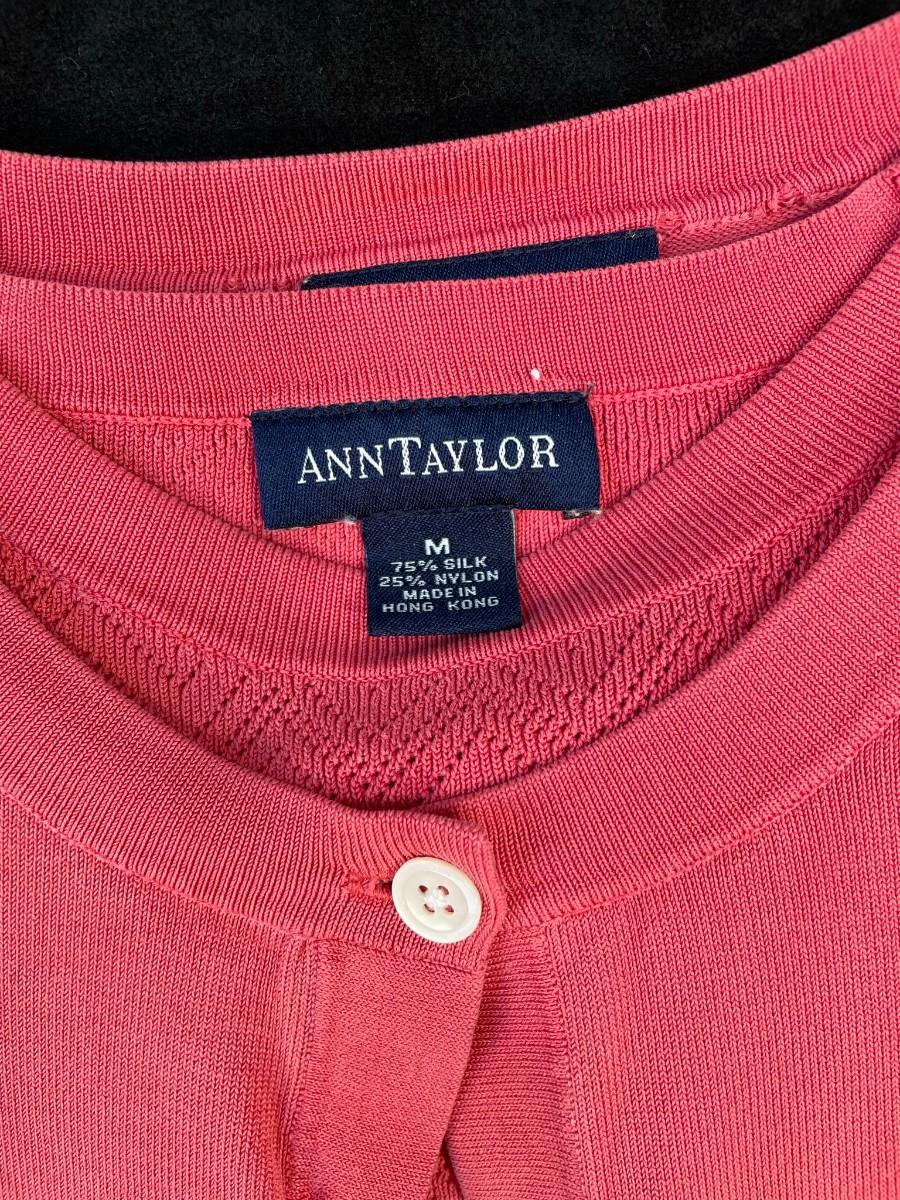 ANNTAYLOR
M
75% SILK
25% NYLON
MADE IN
HONG KONG